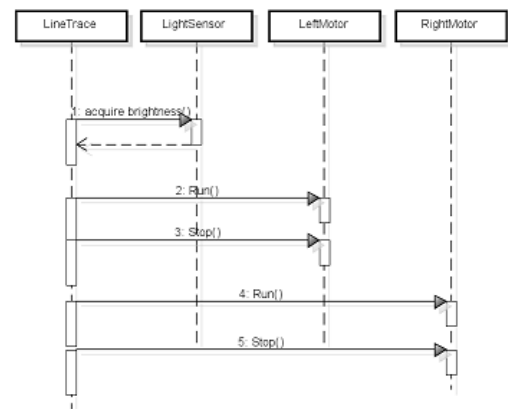 LineTrace LightSensor LeftMotor RightMotor
1: acquire brightness()
2: Run()
3: Stop()
4: Run()
5: Stop()